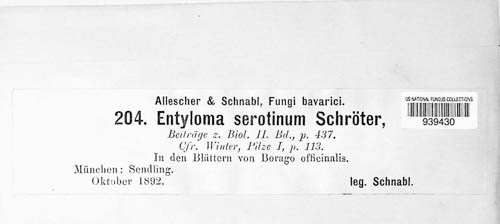 Allescher & Schnabl, Fungi bavarici.
204. Entyloma serotinum Schröter,
Beiträge z. Biol. II. Bd., p. 437.
Cfr. Winter, Pilze I, p. 113.
In den Blättern von Borago officinalis.
München: Sendling.
Oktober 1892. leg. Schnabl.
US NATIONAL FUNGUS COLLECTIONS
939430